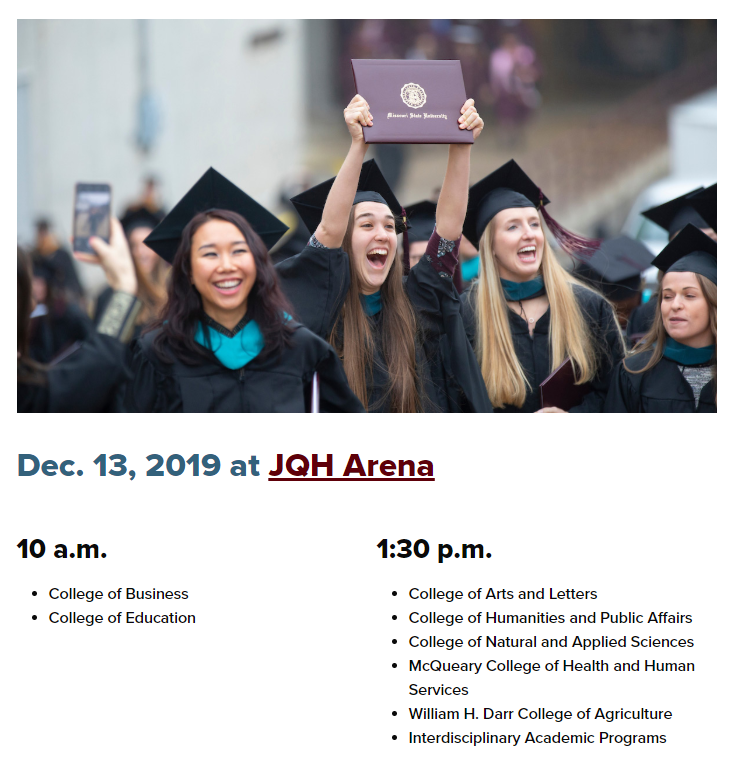 Missouri State University
Dec. 13, 2019 at JQH Arena
10 a.m.
College of Business
College of Education
1:30 p.m.
College of Arts and Letters
College of Humanities and Public Affairs
College of Natural and Applied Sciences
McQueary College of Health and Human
Services
William H. Darr College of Agriculture
Interdisciplinary Academic Programs